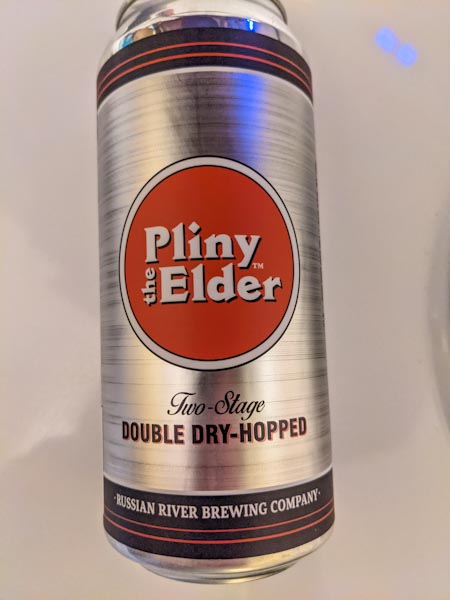 Pliny
the Elder™
Two-Stage
DOUBLE DRY-HOPPED
·RUSSIAN RIVER BREWING COMPANY·